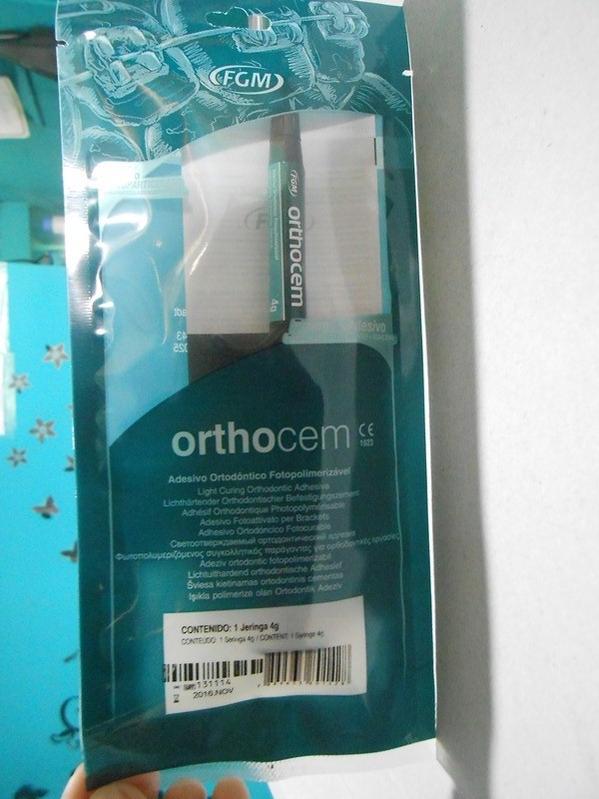 FGM
FGM
orthocem
4g
orthocem CE
1023
Adesivo Ortodôntico Fotopolimerizável
Light Curing Orthodontic Adhesive
Lichthärtender Orthodontischer Befestigungszement
Adhésif Orthodontique Photopolymérisable
Adesivo Fotoattivato per Brackets
Adhesivo Ortodóncico Fotocurable
Светоотверждаемый ортодонтический
Φωτοπολυμεριζόμενος συγκολλητικός παράγοντας για ορθοδοντικές εργασίες
Adeziv ortodontic fotopolimerizabil
Lichtuithardend orthodontische Adhesief
Šviesa kietinamas ortodontinis cementas
Işıkla polimerize olan Ortodontik Adeziv
CONTENIDO: 1 Jeringa 4g
CONTEÚDO: 1 Seringa 4g / CONTENT: 1 Syringe 4g
131114
2016.NOV